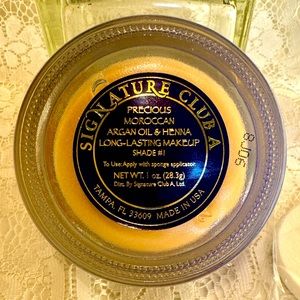 SIGNATURE CLUB A
PRECIOUS
MOROCCAN
ARGAN OIL & HENNA
LONG-LASTING MAKEUP
SHADE #1
To Use: Apply with sponge applicator.
NET WT. 1 oz. (28.3g)
Dist. By Signature Club A, Ltd.
TAMPA, FL 33609 MADE IN USA